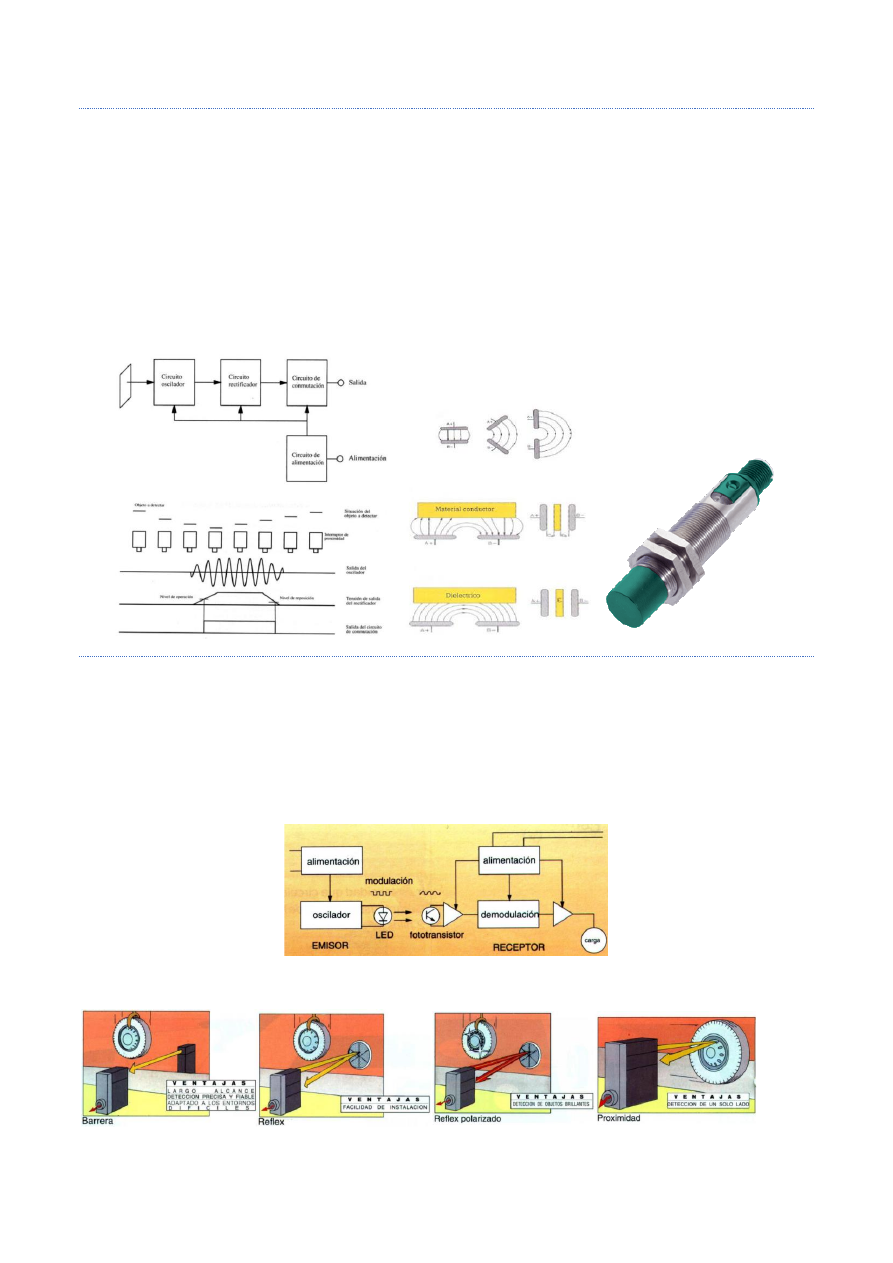 Circuito
oscilador
Circuito
rectificador
Circuito de
conmutación
Salida
Circuito
de
alimentación
Alimentación
Objeto a detectar
Situación del
objeto a detectar
Interruptor de
proximidad
Salida del
oscilador
Nivel de operación
Nivel de reposición
Tensión de salida
del rectificador
Salida del circuito
de conmutación
Material conductor
Dieléctrico
alimentación
alimentación
modulación
oscilador
demodulación
LED
fototransistor
carga
EMISOR
RECEPTOR
VENTAJAS
LARGO ALCANCE
DETECCION PRECISA Y FIABLE
ADAPTADO A LOS ENTORNOS
DIFICILES
Barrera
VENTAJAS
FACILIDAD DE INSTALACION
Reflex
VENTAJAS
DETECCION DE OBJETOS BRILLANTES
Reflex polarizado
VENTAJAS
DETECCION DE UN SOLO LADO
Proximidad